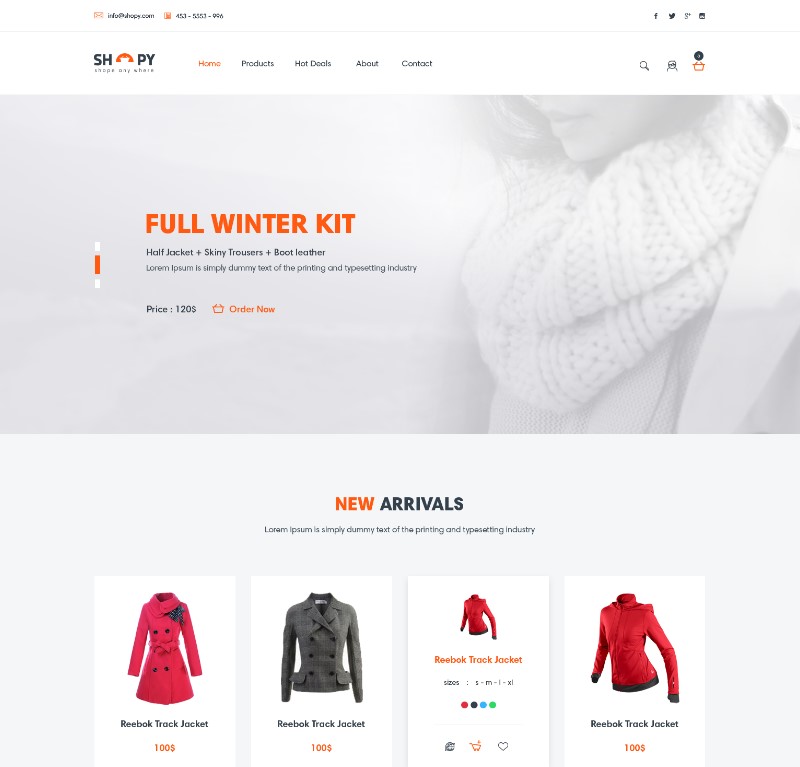 info@shopy.com 453 - 5553 - 996
SH PY
shope any where
Home Products Hot Deals About Contact
FULL WINTER KIT
Half Jacket + Skiny Trousers + Boot leather
Lorem Ipsum is simply dummy text of the printing and typesetting industry
Price : 120$ Order Now
NEW ARRIVALS
Lorem Ipsum is simply dummy text of the printing and typesetting industry
Reebok Track Jacket
100$
Reebok Track Jacket
100$
Reebok Track Jacket
sizes : s - m - l - xl
Reebok Track Jacket
100$